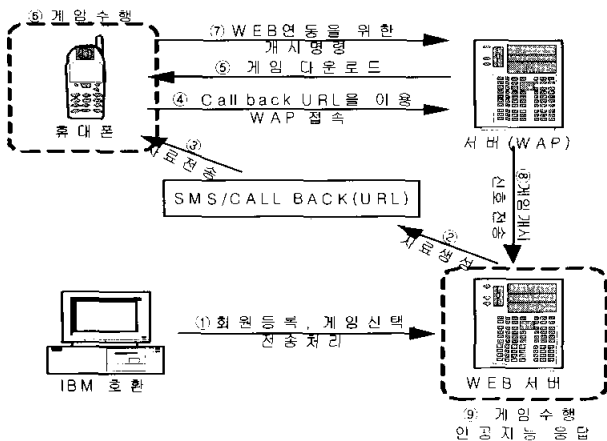 ⑥ 게임수행
⑦ WEB연동을 위한
개시명령
⑤ 게임 다운로드
④ Call back URL을 이용
WAP 접속
휴대폰
서버(WAP)
③
자료전송
SMS/CALL BACK(URL)
②
자료생성
⑧게임개시
신호전송
① 회원등록, 게임선택
전송처리
IBM 호환
WEB 서버
⑨ 게임수행
인공지능 응답